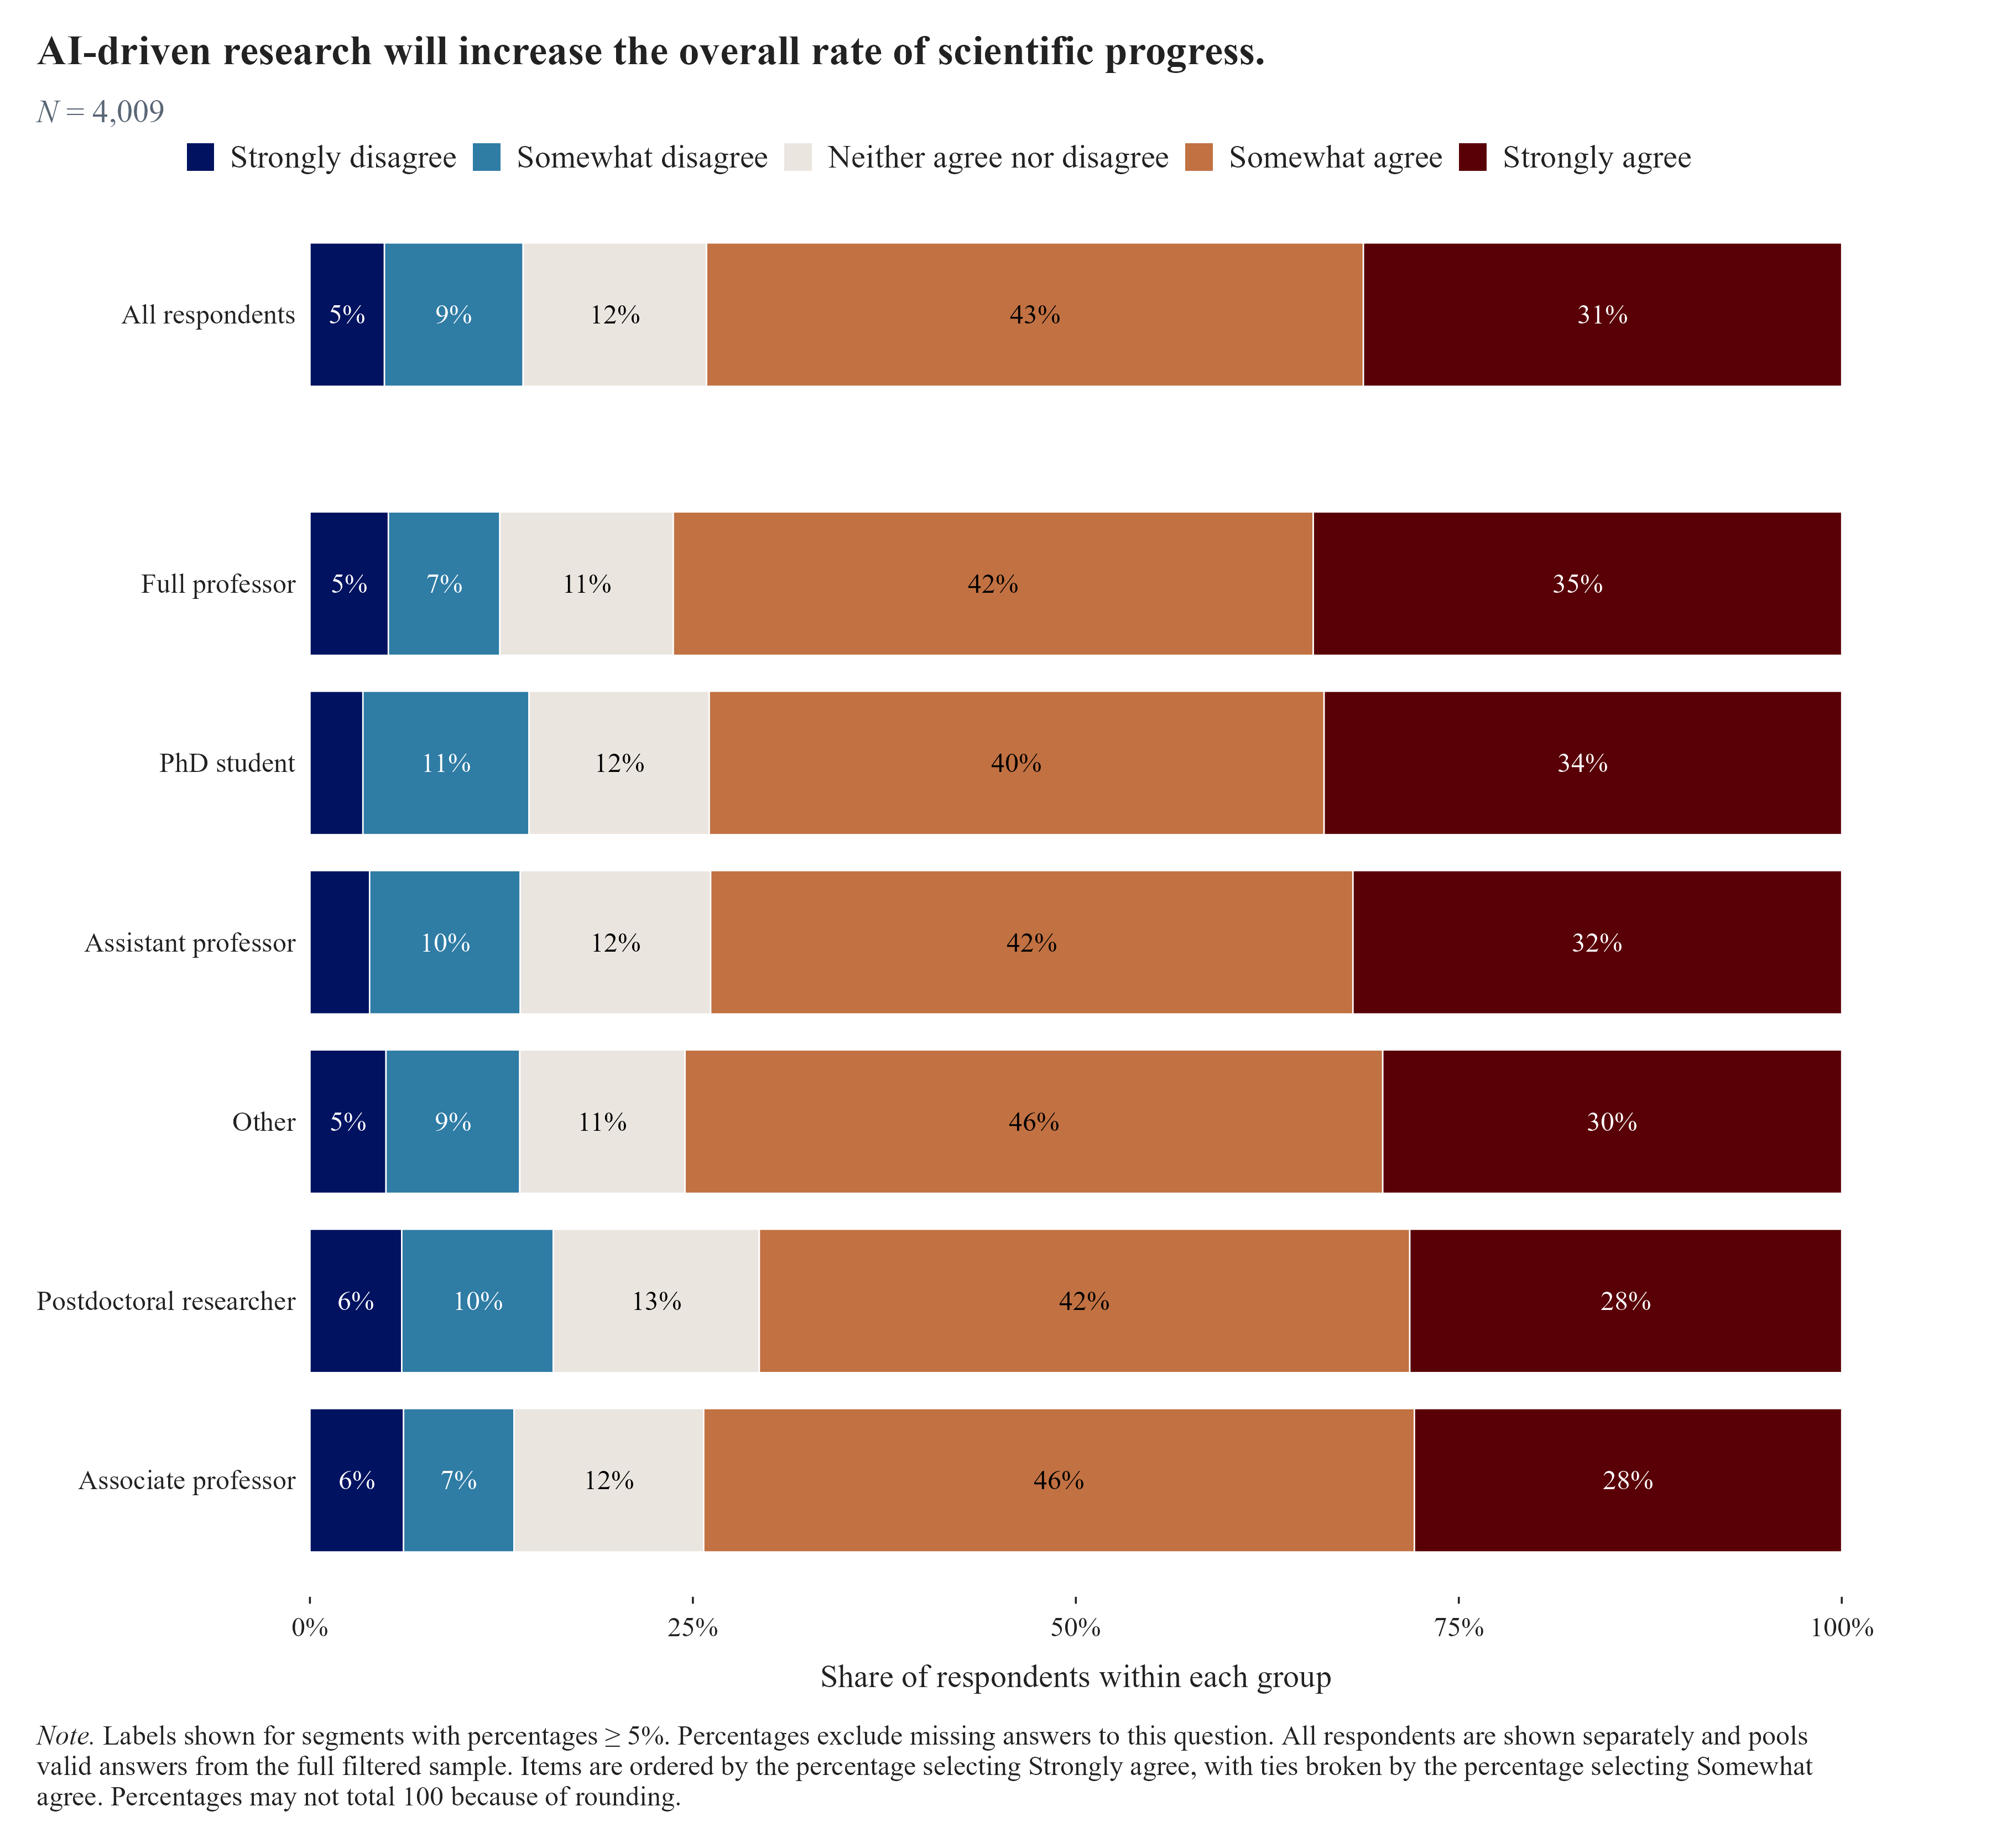 AI-driven research will increase the overall rate of scientific progress.
N = 4,009
Strongly disagree Somewhat disagree Neither agree nor disagree Somewhat agree Strongly agree
All respondents 5% 9% 12% 43% 31%
Full professor 5% 7% 11% 42% 35%
PhD student 11% 12% 40% 34%
Assistant professor 10% 12% 42% 32%
Other 5% 9% 11% 46% 30%
Postdoctoral researcher 6% 10% 13% 42% 28%
Associate professor 6% 7% 12% 46% 28%
0% 25% 50% 75% 100%
Share of respondents within each group
Note. Labels shown for segments with percentages ≥ 5%. Percentages exclude missing answers to this question. All respondents are shown separately and pools
valid answers from the full filtered sample. Items are ordered by the percentage selecting Strongly agree, with ties broken by the percentage selecting Somewhat
agree. Percentages may not total 100 because of rounding.